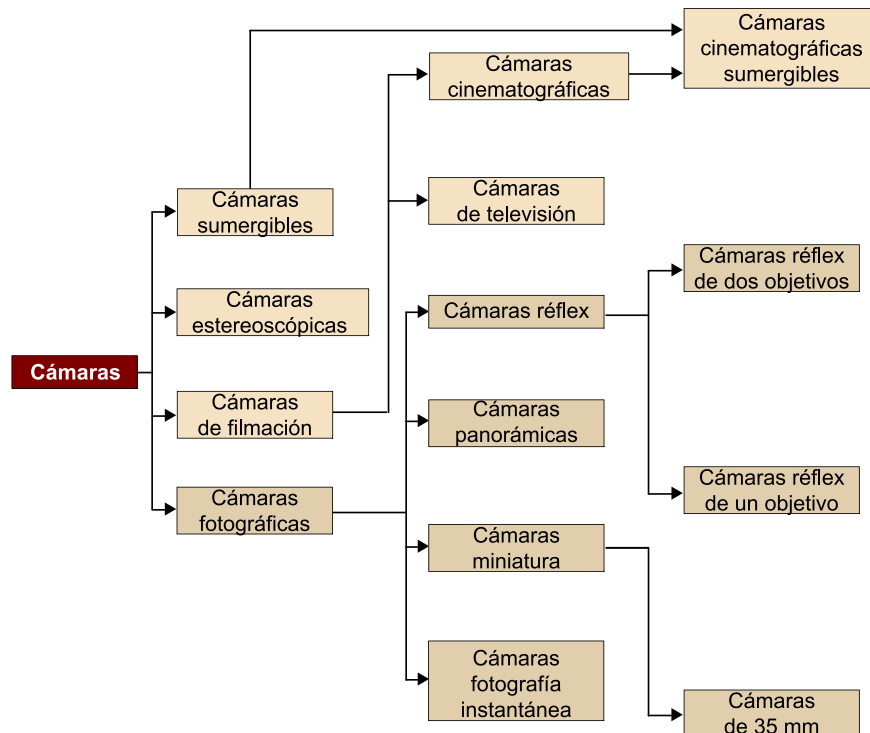 Cámaras
Cámaras
sumergibles
Cámaras
estereoscópicas
Cámaras
de filmación
Cámaras
fotográficas
Cámaras
cinematográficas
Cámaras
de televisión
Cámaras réflex
Cámaras
panorámicas
Cámaras
miniatura
Cámaras
fotografía
instantánea
Cámaras
cinematográficas
sumergibles
Cámaras réflex
de dos objetivos
Cámaras réflex
de un objetivo
Cámaras
de 35 mm